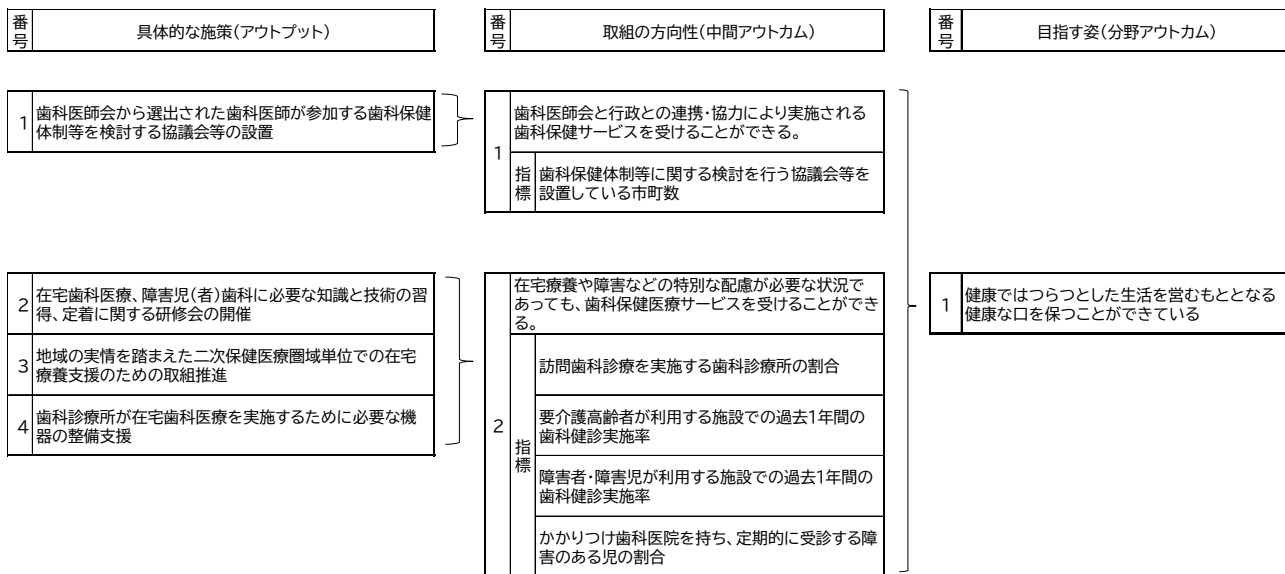 番号
具体的な施策(アウトプット)
番号
取組の方向性(中間アウトカム)
番号
目指す姿(分野アウトカム)
1
歯科医師会から選出された歯科医師が参加する歯科保健
体制等を検討する協議会等の設置
1
歯科医師会と行政との連携・協力により実施される
歯科保健サービスを受けることができる。
指標
歯科保健体制等に関する検討を行う協議会等を
設置している市町数
2
在宅歯科医療、障害児(者)歯科に必要な知識と技術の習
得、定着に関する研修会の開催
3
地域の実情を踏まえた二次保健医療圏域単位での在宅
療養支援のための取組推進
4
歯科診療所が在宅歯科医療を実施するために必要な機
器の整備支援
2
在宅療養や障害などの特別な配慮が必要な状況で
あっても、歯科保健医療サービスを受けることができ
る。
指標
訪問歯科診療を実施する歯科診療所の割合
要介護高齢者が利用する施設での過去1年間の
歯科健診実施率
障害者・障害児が利用する施設での過去1年間の
歯科健診実施率
かかりつけ歯科医院を持ち、定期的に受診する障
害のある児の割合
1
健康ではつらつとした生活を営むもととなる
健康な口を保つことができている